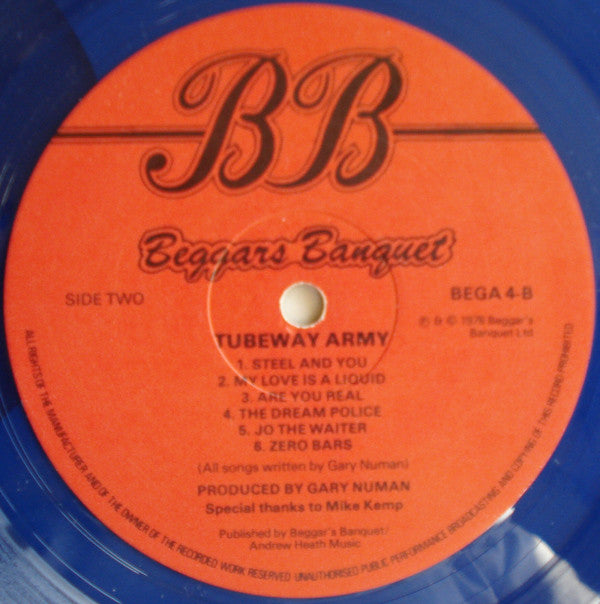 BB
Beggars Banquet
SIDE TWO
BEGA 4-B
℗ & © 1978 Beggar's
Banquet Ltd
TUBEWAY ARMY
1. STEEL AND YOU
2. MY LOVE IS A LIQUID
3. ARE YOU REAL
4. THE DREAM POLICE
5. JO THE WAITER
6. ZERO BARS
(All songs written by Gary Numan)
PRODUCED BY GARY NUMAN
Special thanks to Mike Kemp
Published by Beggar's Banquet/
Andrew Heath Music
ALL RIGHTS OF THE MANUFACTURER AND OF THE OWNER OF THE RECORDED WORK RESERVED UNAUTHORISED PUBLIC PERFORMANCE BROADCASTING AND COPYING OF THIS RECORD PROHIBITED